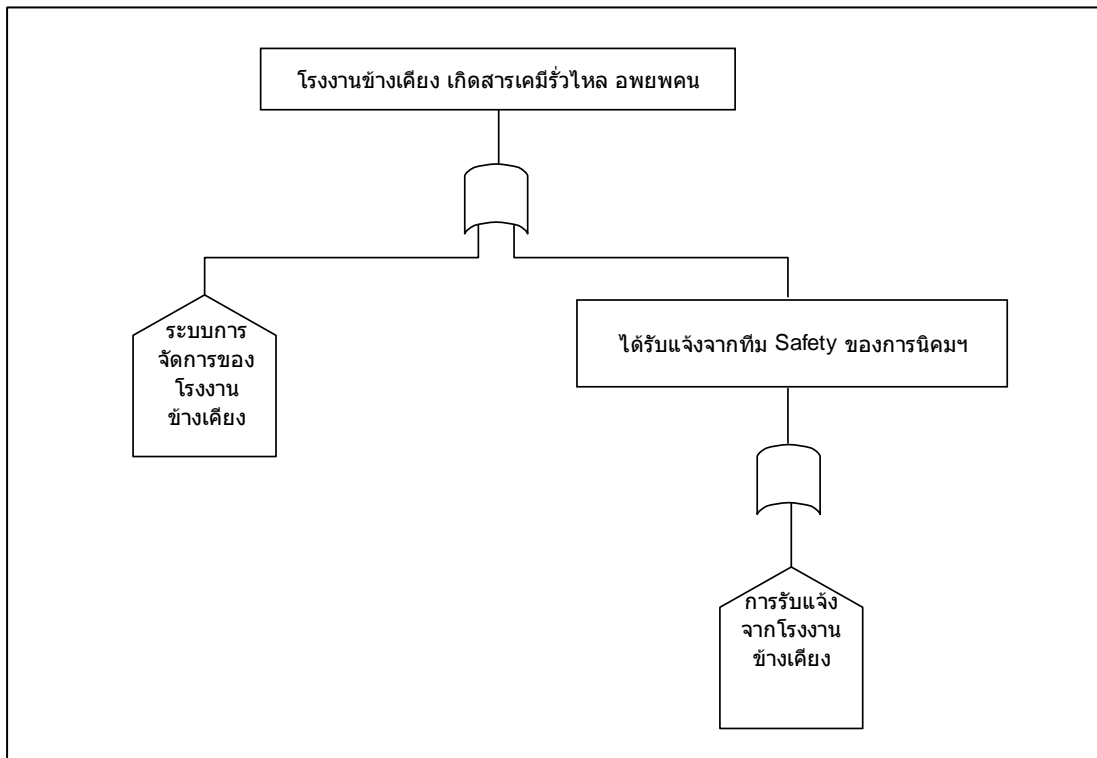 โรงงานข้างเคียง เกิดสารเคมีรั่วไหล อพยพคน
ระบบการ
จัดการของ
โรงงาน
ข้างเคียง
ได้รับแจ้งจากทีม Safety ของการนิคมฯ
การรับแจ้ง
จากโรงงาน
ข้างเคียง